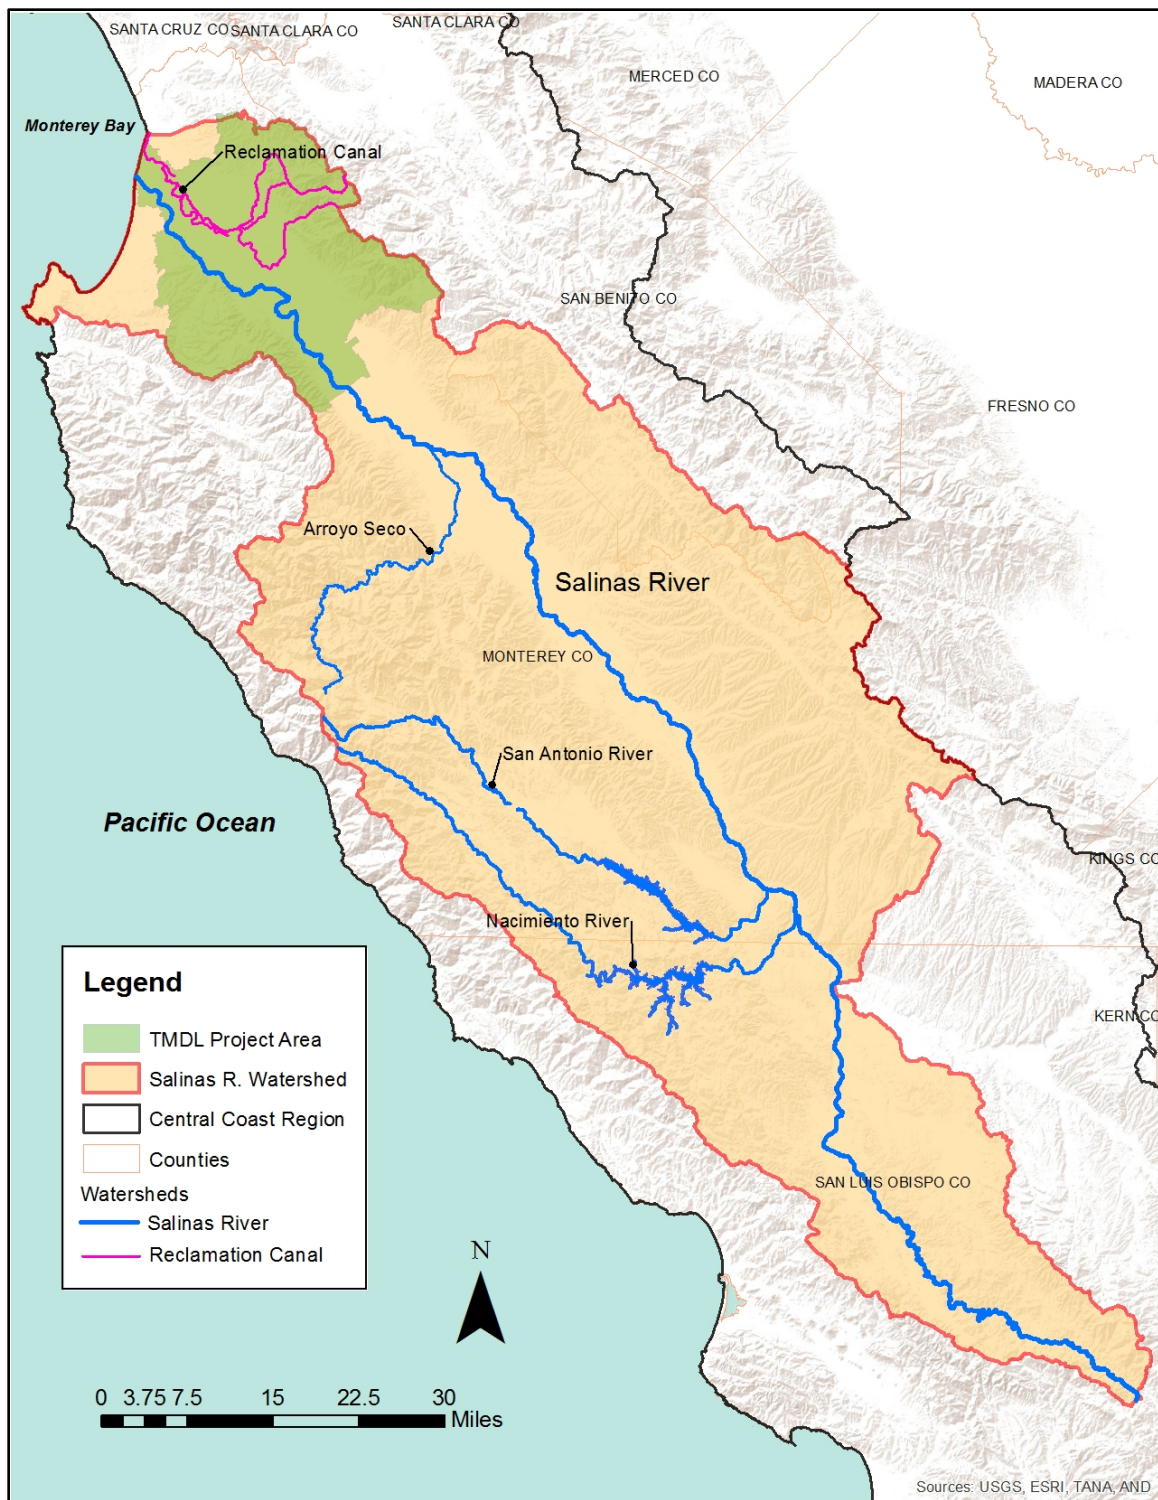 SANTA CRUZ CO
SANTA CLARA CO
SANTA CLARA CO
MERCED CO
MADERA CO
Monterey Bay
Reclamation Canal
SAN BENITO CO
FRESNO CO
Arroyo Seco
Salinas River
MONTEREY CO
San Antonio River
Pacific Ocean
KINGS CO
Nacimiento River
Legend
TMDL Project Area
Salinas R. Watershed
Central Coast Region
Counties
Watersheds
Salinas River
Reclamation Canal
KERN CO
SAN LUIS OBISPO CO
N
0 3.75 7.5 15 22.5 30
Miles
Sources: USGS, ESRI, TANA, AND